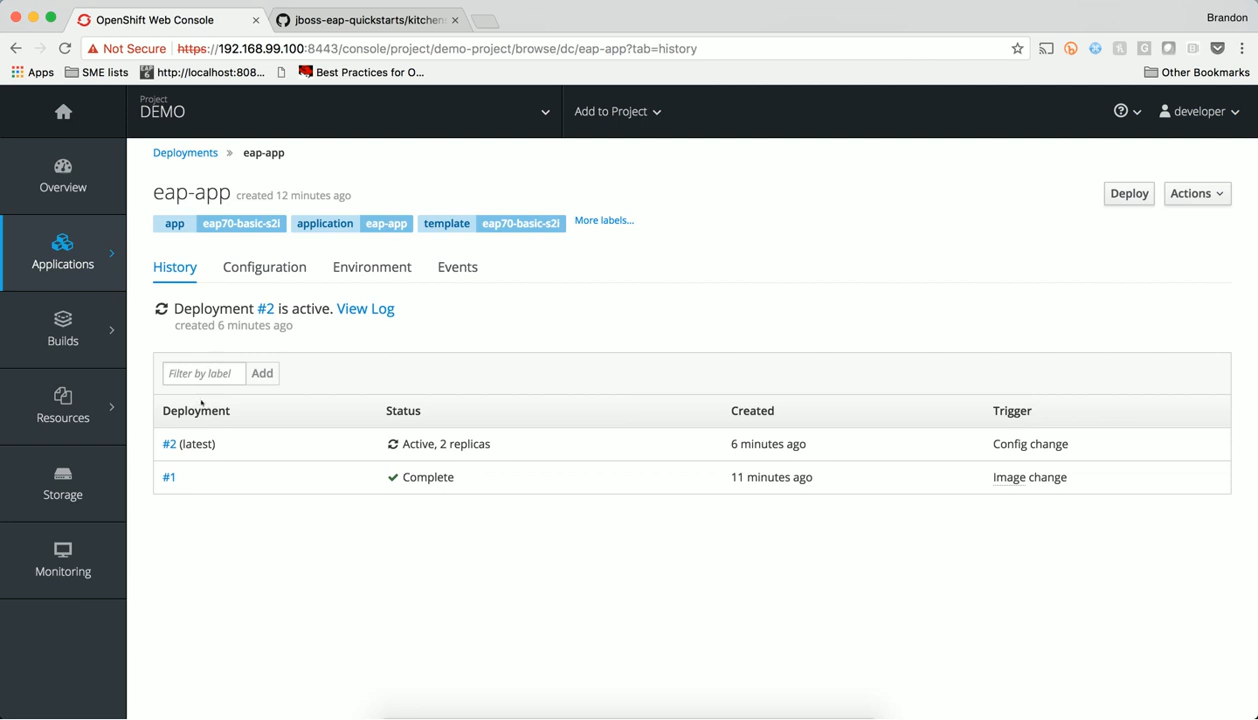 OpenShift Web Console
jboss-eap-quickstarts/kitchen
Brandon
Not Secure https://192.168.99.100:8443/console/project/demo-project/browse/dc/eap-app?tab=history
Apps SME lists http://localhost:808... Best Practices for O... Other Bookmarks
Project
DEMO
Add to Project
developer
Overview
Applications
Builds
Resources
Storage
Monitoring
Deployments » eap-app
eap-app created 12 minutes ago
Deploy
Actions
app eap70-basic-s2i application eap-app template eap70-basic-s2i More labels...
History Configuration Environment Events
Deployment #2 is active. View Log
created 6 minutes ago
Filter by label Add
Deployment Status Created Trigger
#2 (latest) Active, 2 replicas 6 minutes ago Config change
#1 Complete 11 minutes ago Image change